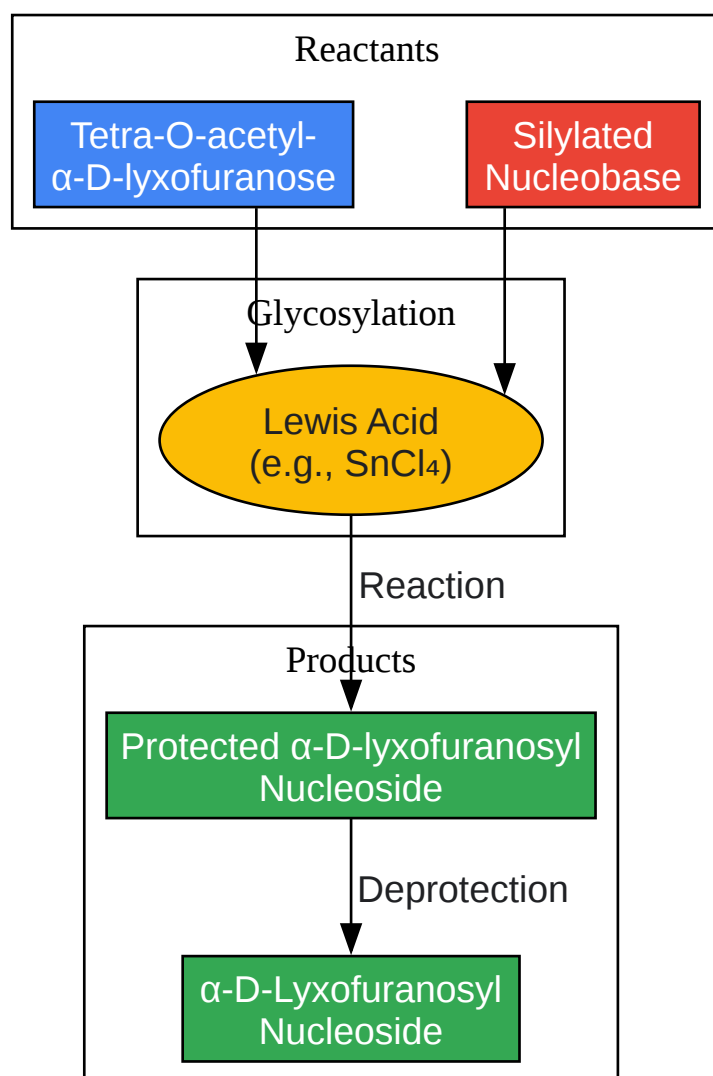 Reactants
Tetra-O-acetyl-
α-D-lyxofuranose
Silylated
Nucleobase
Glycosylation
Lewis Acid
(e.g., SnCl₄)
Reaction
Products
Protected α-D-lyxofuranosyl
Nucleoside
Deprotection
α-D-Lyxofuranosyl
Nucleoside